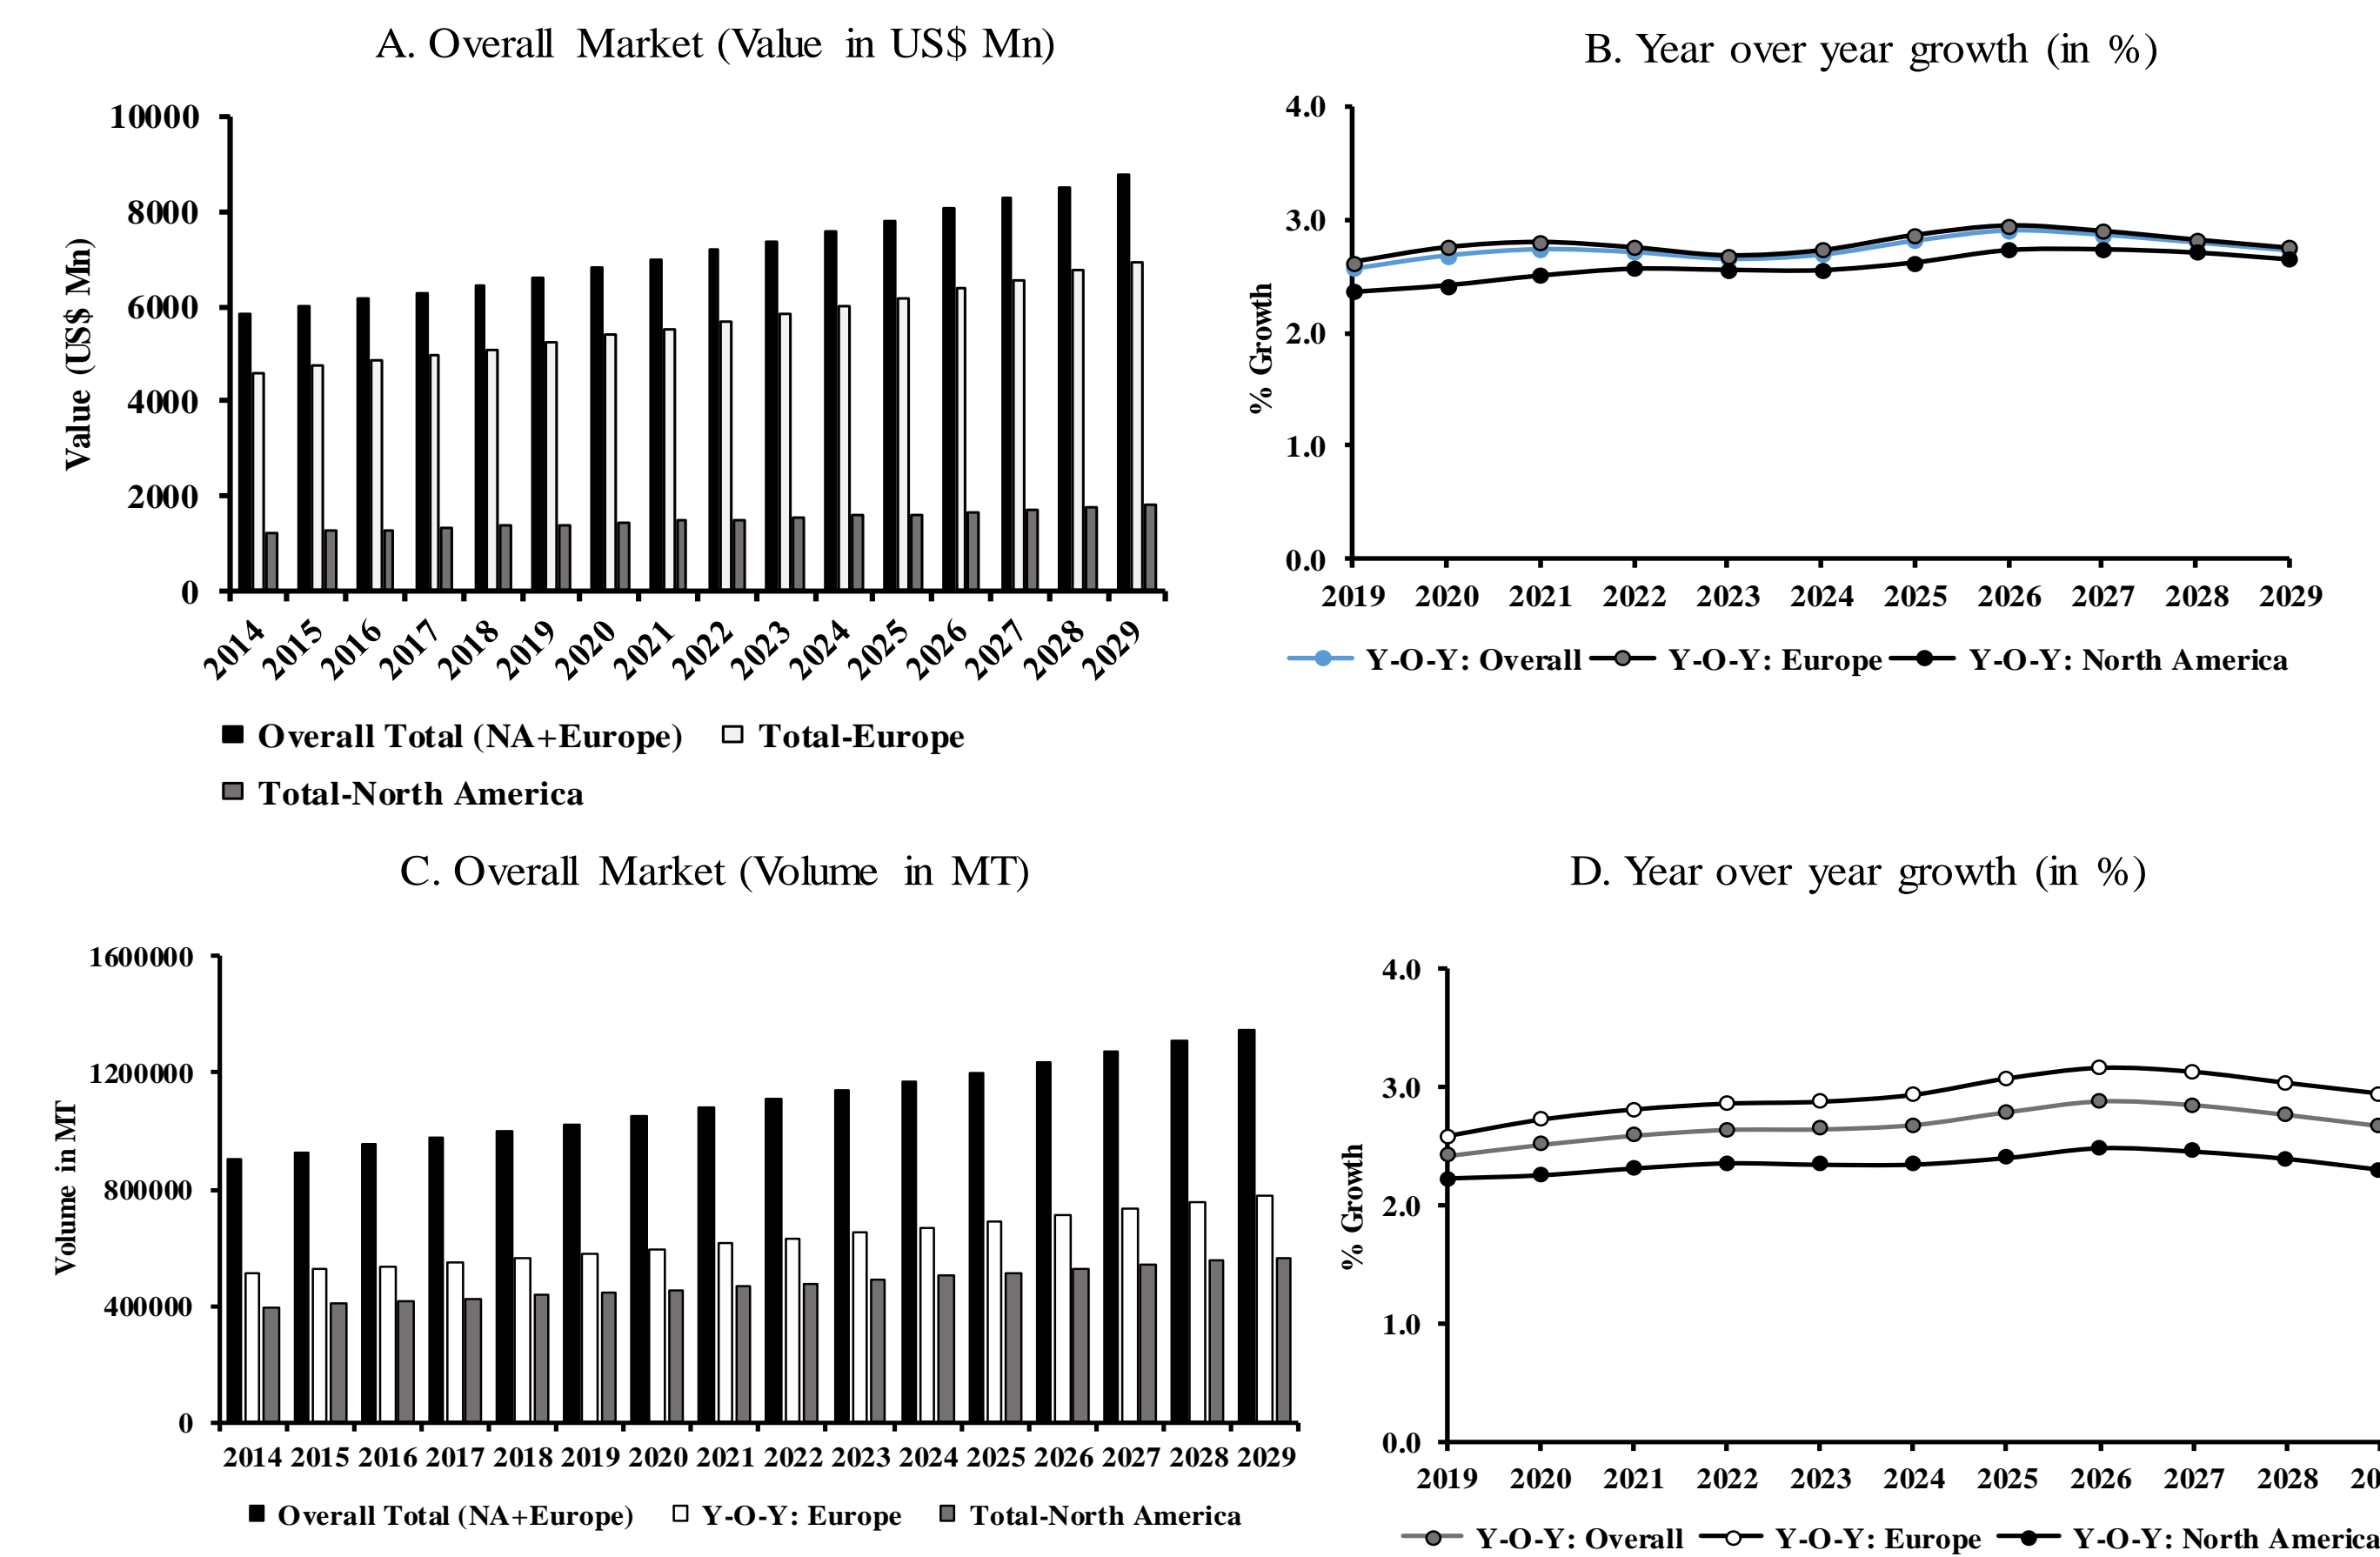 A. Overall Market (Value in US$ Mn)
10000
8000
6000
4000
2000
0
Value (US$ Mn)
2014 2015 2016 2017 2018 2019 2020 2021 2022 2023 2024 2025 2026 2027 2028 2029
Overall Total (NA+Europe) Total-Europe
Total-North America
B. Year over year growth (in %)
4.0
3.0
2.0
1.0
0.0
% Growth
2019 2020 2021 2022 2023 2024 2025 2026 2027 2028 2029
Y-O-Y: Overall Y-O-Y: Europe Y-O-Y: North America
C. Overall Market (Volume in MT)
1600000
1200000
800000
400000
0
Volume in MT
2014 2015 2016 2017 2018 2019 2020 2021 2022 2023 2024 2025 2026 2027 2028 2029
Overall Total (NA+Europe) Y-O-Y: Europe Total-North America
D. Year over year growth (in %)
4.0
3.0
2.0
1.0
0.0
% Growth
2019 2020 2021 2022 2023 2024 2025 2026 2027 2028 20
Y-O-Y: Overall Y-O-Y: Europe Y-O-Y: North America